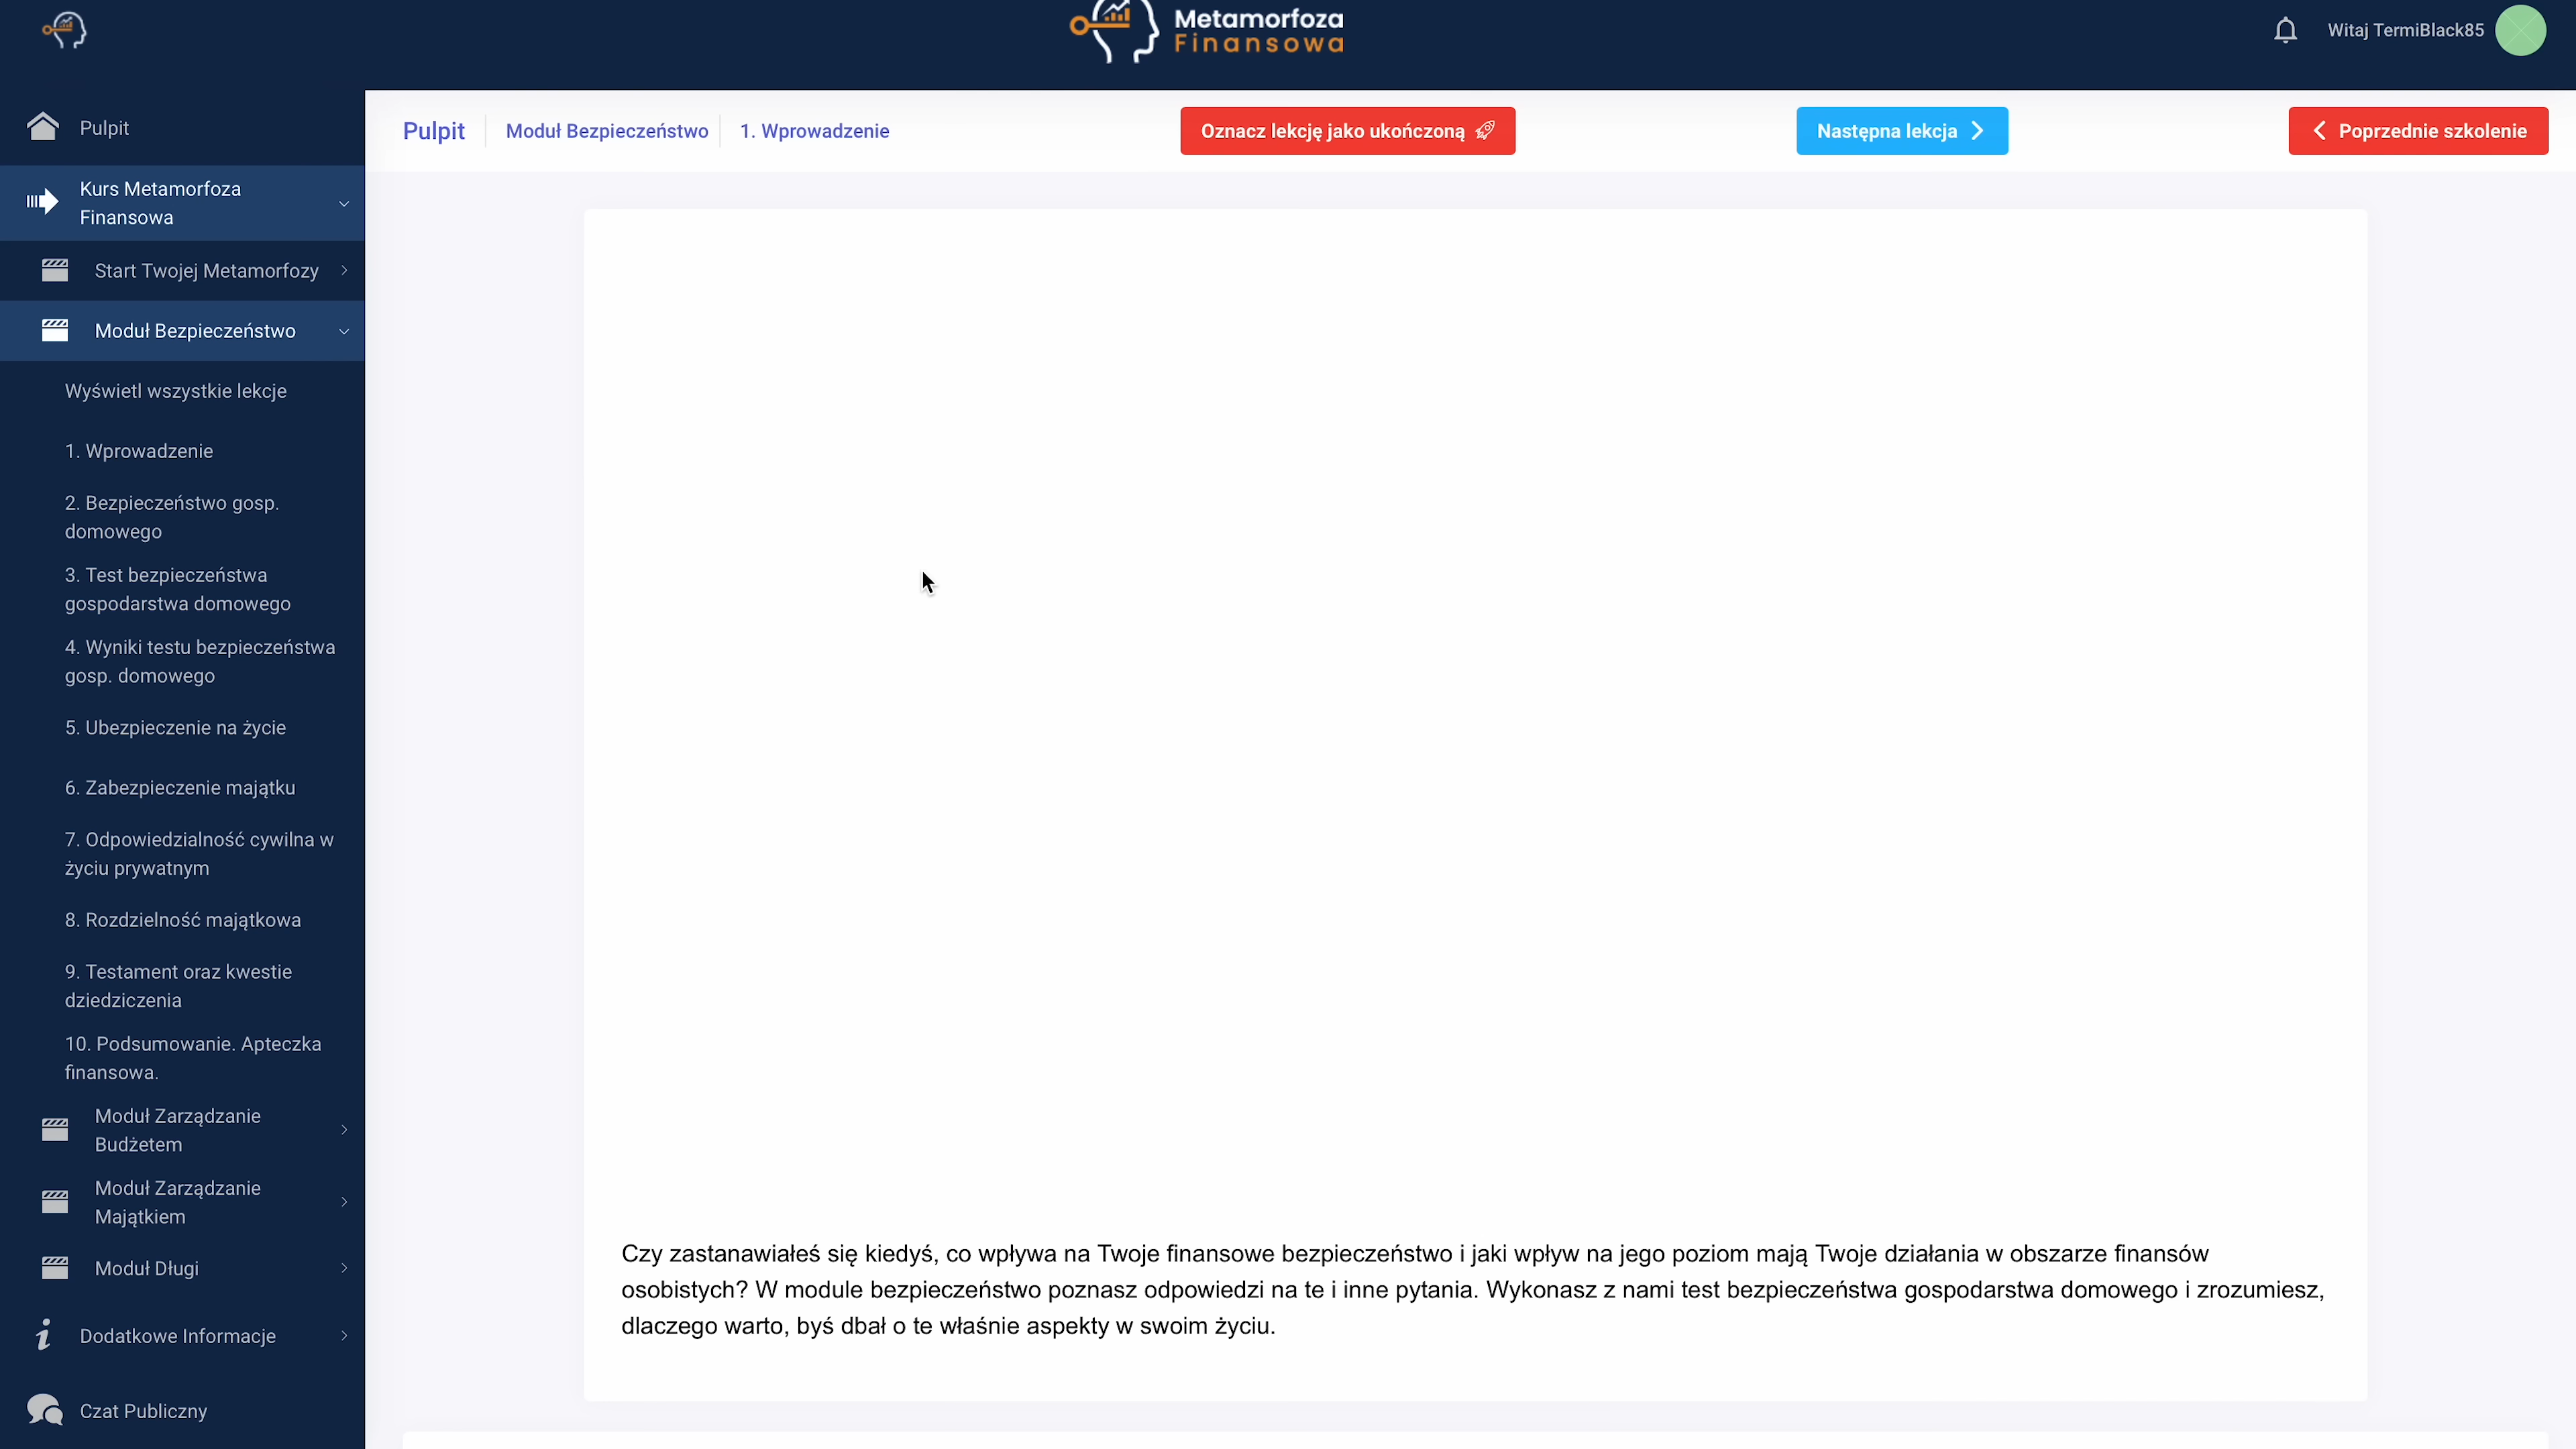 Metamorfoza
Finansowa
Witaj TermiBlack85
Pulpit
Kurs Metamorfoza
Finansowa
Start Twojej Metamorfozy
Moduł Bezpieczeństwo
Wyświetl wszystkie lekcje
1. Wprowadzenie
2. Bezpieczeństwo gosp.
domowego
3. Test bezpieczeństwa
gospodarstwa domowego
4. Wyniki testu bezpieczeństwa
gosp. domowego
5. Ubezpieczenie na życie
6. Zabezpieczenie majątku
7. Odpowiedzialność cywilna w
życiu prywatnym
8. Rozdzielność majątkowa
9. Testament oraz kwestie
dziedziczenia
10. Podsumowanie. Apteczka
finansowa.
Moduł Zarządzanie
Budżetem
Moduł Zarządzanie
Majątkiem
Moduł Długi
Dodatkowe Informacje
Czat Publiczny
Pulpit
Moduł Bezpieczeństwo
1. Wprowadzenie
Oznacz lekcję jako ukończoną
Następna lekcja
Poprzednie szkolenie
Czy zastanawiałeś się kiedyś, co wpływa na Twoje finansowe bezpieczeństwo i jaki wpływ na jego poziom mają Twoje działania w obszarze finansów
osobistych? W module bezpieczeństwo poznasz odpowiedzi na te i inne pytania. Wykonasz z nami test bezpieczeństwa gospodarstwa domowego i zrozumiesz,
dlaczego warto, byś dbał o te właśnie aspekty w swoim życiu.